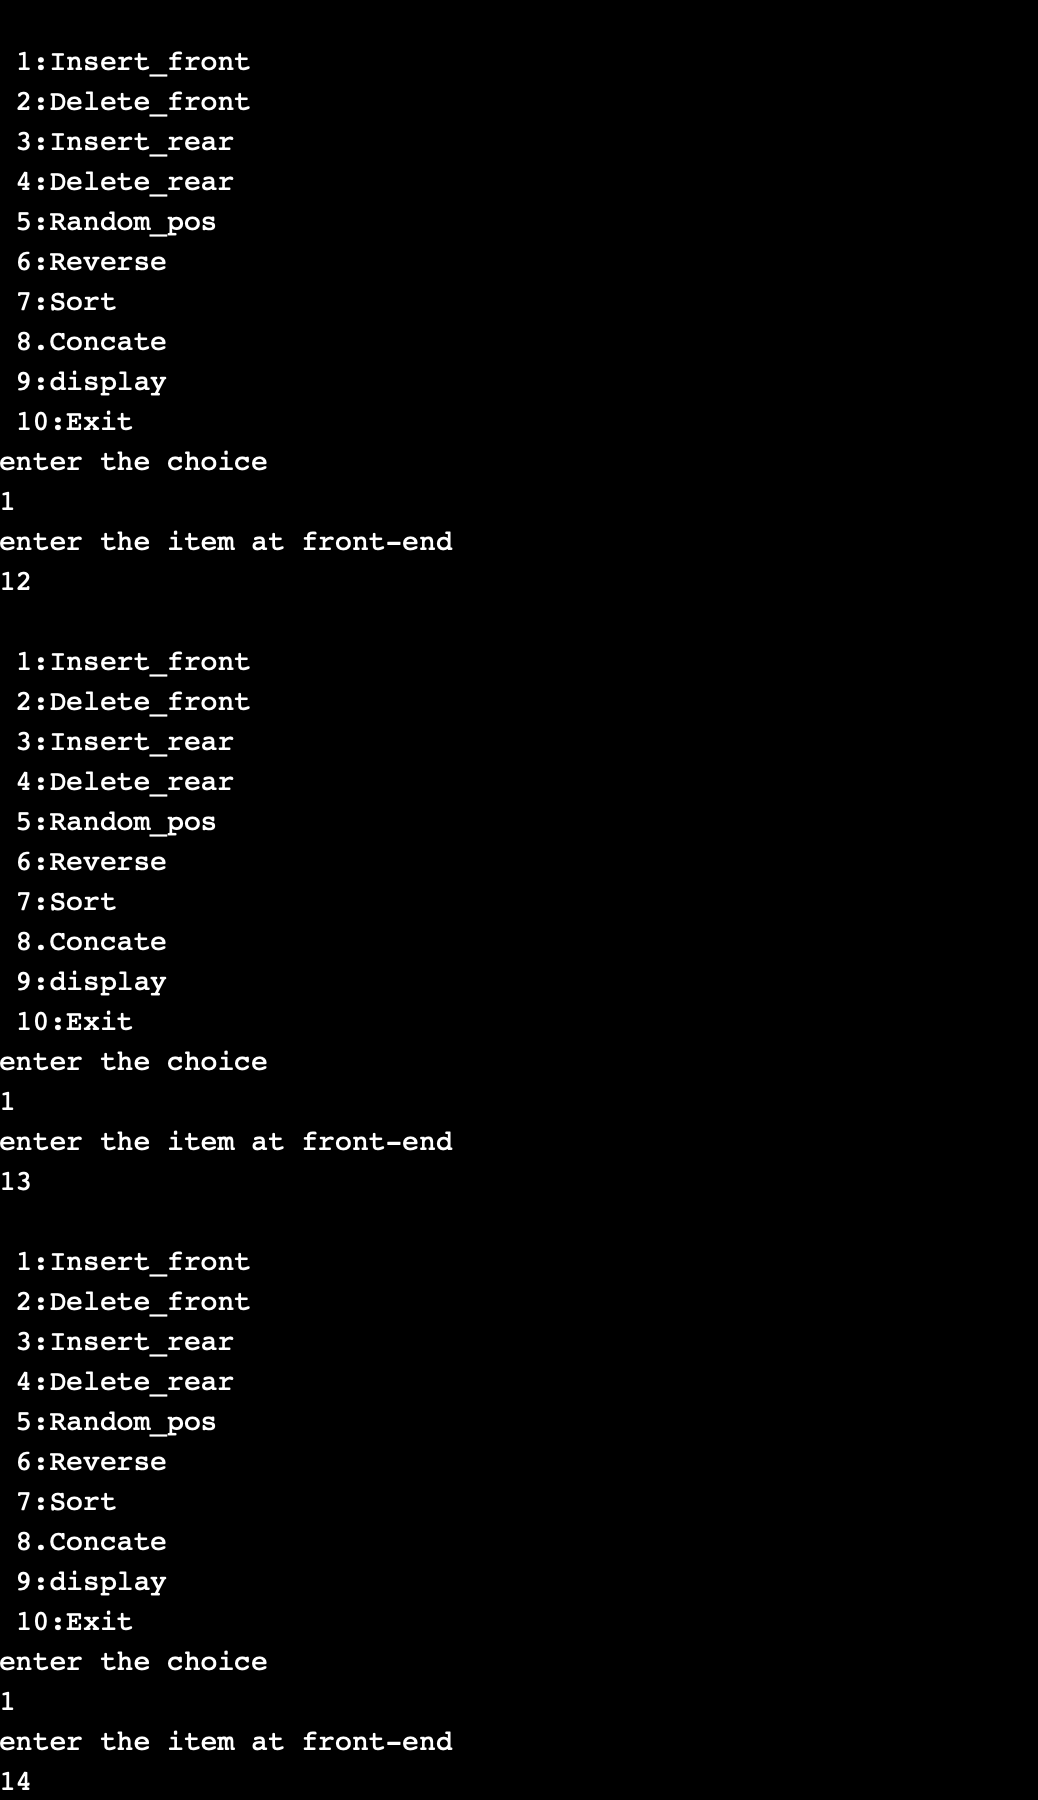 1:Insert_front
2:Delete_front
3:Insert_rear
4:Delete_rear
5:Random_pos
6:Reverse
7:Sort
8.Concate
9:display
10:Exit
enter the choice
1
enter the item at front-end
12
1:Insert_front
2:Delete_front
3:Insert_rear
4:Delete_rear
5:Random_pos
6:Reverse
7:Sort
8.Concate
9:display
10:Exit
enter the choice
1
enter the item at front-end
13
1:Insert_front
2:Delete_front
3:Insert_rear
4:Delete_rear
5:Random_pos
6:Reverse
7:Sort
8.Concate
9:display
10:Exit
enter the choice
1
enter the item at front-end
14